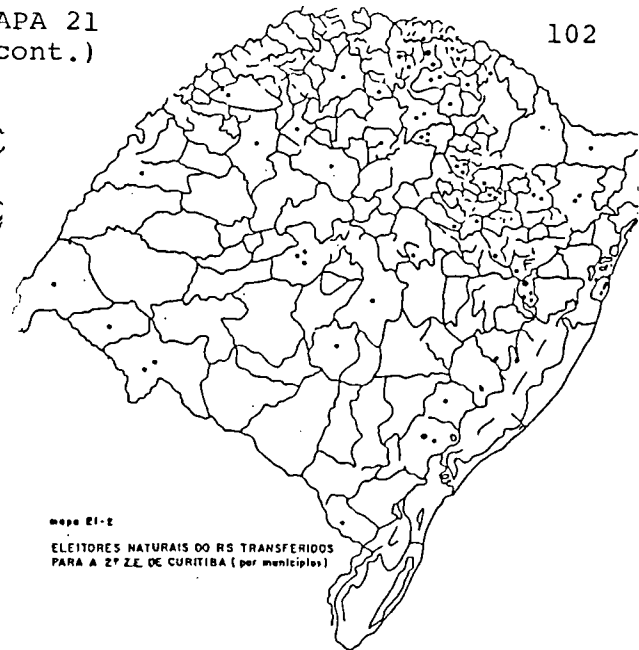 APA 21
cont.)
102
mapa 21-2
ELEITORES NATURAIS DO RS TRANSFERIDOS
PARA A 2ª Z.E. DE CURITIBA (por municípios)